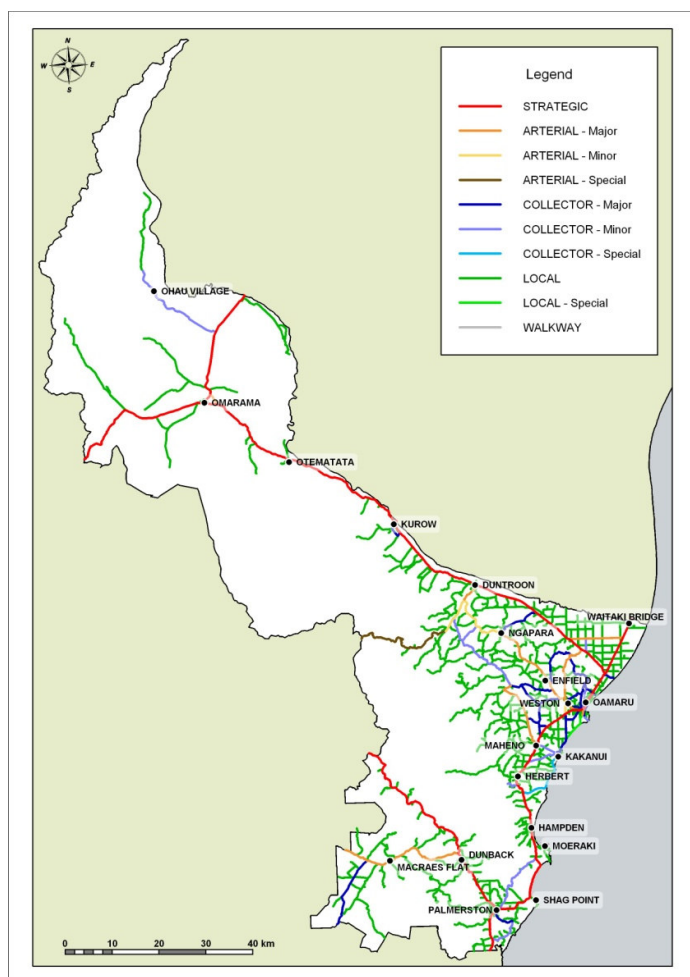 N
W E
S
Legend
STRATEGIC
ARTERIAL - Major
ARTERIAL - Minor
ARTERIAL - Special
COLLECTOR - Major
COLLECTOR - Minor
COLLECTOR - Special
LOCAL
LOCAL - Special
WALKWAY
OHAU VILLAGE
OMARAMA
OTEMATATA
KUROW
DUNTROON
WAITAKI BRIDGE
NGAPARA
ENFIELD
WESTON
OAMARU
MAHENO
KAKANUI
HERBERT
HAMPDEN
MOERAKI
DUNBACK
MACRAES FLAT
SHAG POINT
PALMERSTON
0 10 20 30 40 km